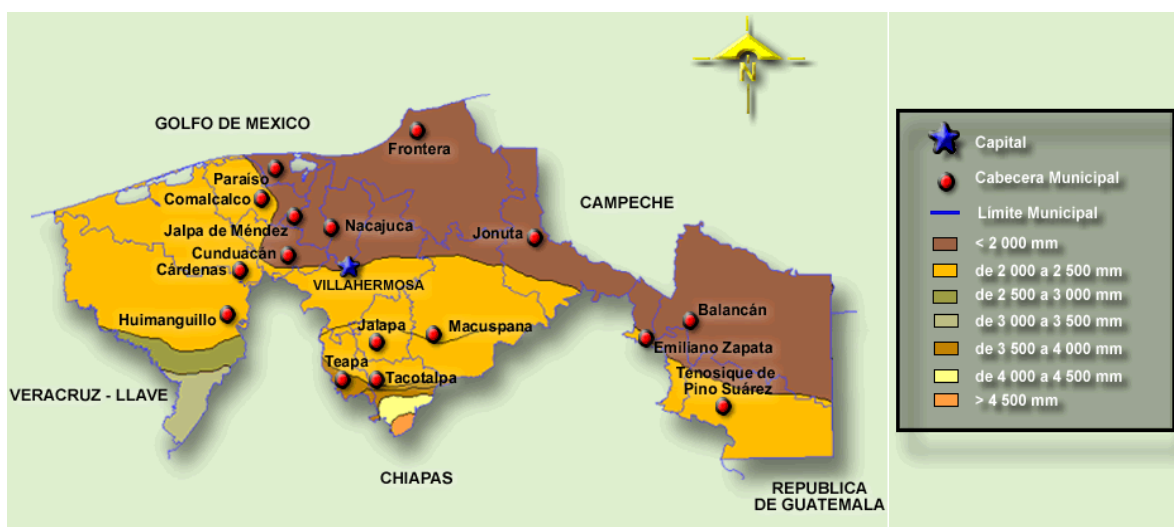 N
GOLFO DE MEXICO
Frontera
Paraíso
Comalcalco
CAMPECHE
Jalpa de Méndez
Nacajuca
Jonuta
Cunduacán
Cárdenas
VILLAHERMOSA
Huimanguillo
Jalapa
Macuspana
Balancán
Emiliano Zapata
Teapa
Tacotalpa
Tenosique de
Pino Suárez
VERACRUZ - LLAVE
CHIAPAS
REPUBLICA
DE GUATEMALA
Capital
Cabecera Municipal
Límite Municipal
< 2 000 mm
de 2 000 a 2 500 mm
de 2 500 a 3 000 mm
de 3 000 a 3 500 mm
de 3 500 a 4 000 mm
de 4 000 a 4 500 mm
> 4 500 mm